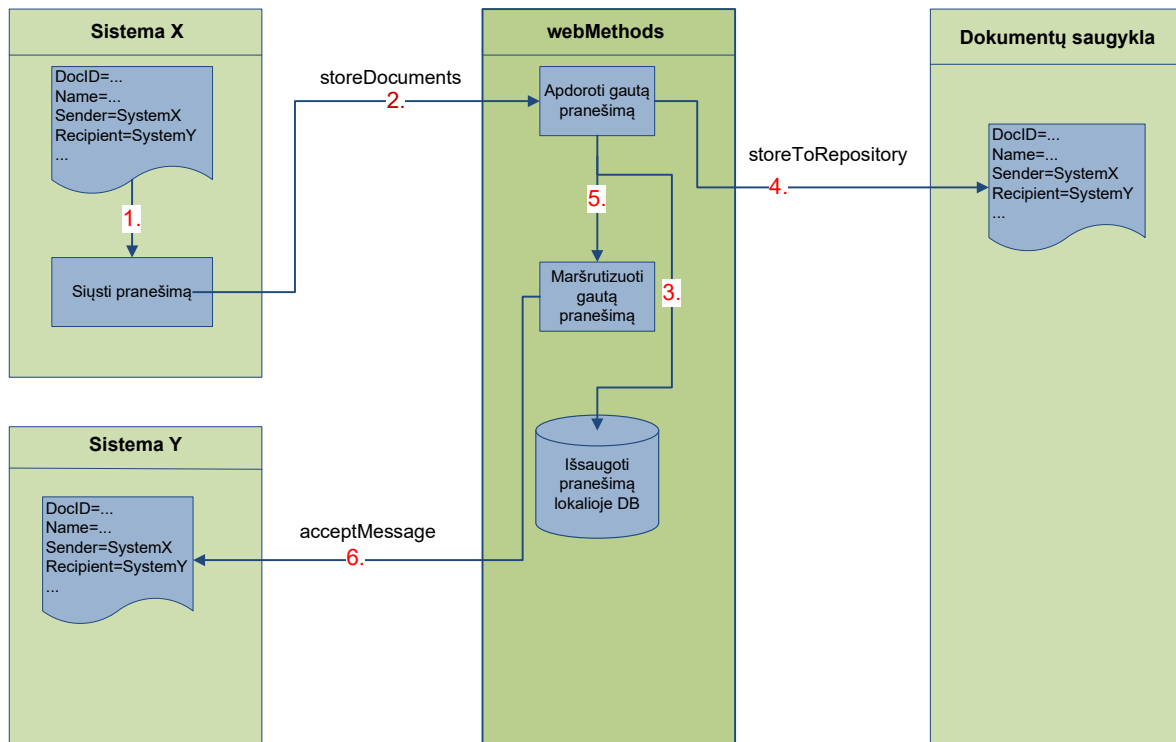 Sistema X
DocID=...
Name=...
Sender=SystemX
Recipient=SystemY
...
1.
Siųsti pranešimą
storeDocuments
2.
webMethods
Apdoroti gautą
pranešimą
5.
Maršrutizuoti
gautą
pranešimą
3.
Išsaugoti
pranešimą
lokalioje DB
storeToRepository
4.
Dokumentų saugykla
DocID=...
Name=...
Sender=SystemX
Recipient=SystemY
...
Sistema Y
DocID=...
Name=...
Sender=SystemX
Recipient=SystemY
...
acceptMessage
6.